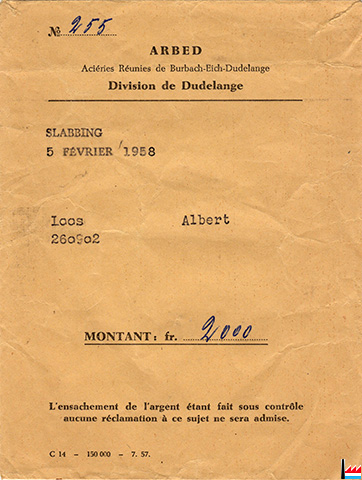 № 255
ARBED
Aciéries Réunies de Burbach-Eich-Dudelange
Division de Dudelange
SLABBING
5 FÉVRIER/1958
Loos Albert
260902
MONTANT: fr. 2000
L'ensachement de l'argent étant fait sous contrôle
aucune réclamation à ce sujet ne sera admise.
C 14 - 150 000 - 7. 57.